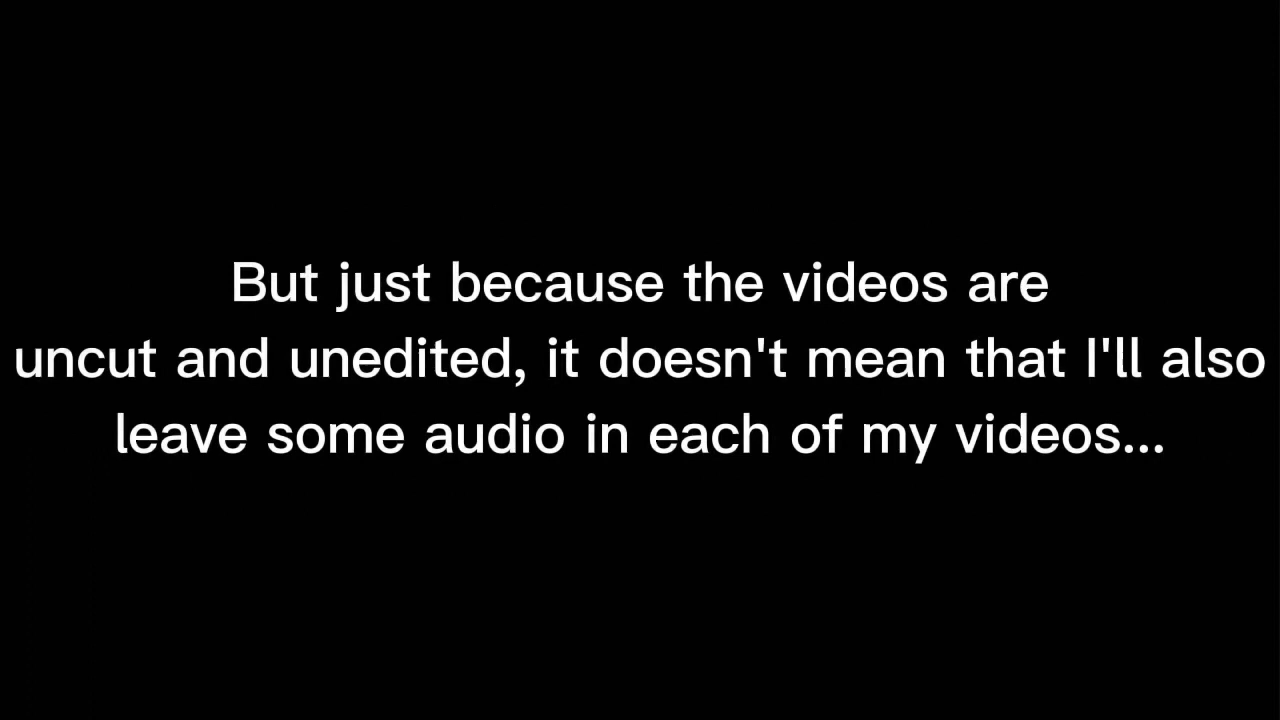 But just because the videos are
uncut and unedited, it doesn't mean that I'll also
leave some audio in each of my videos...